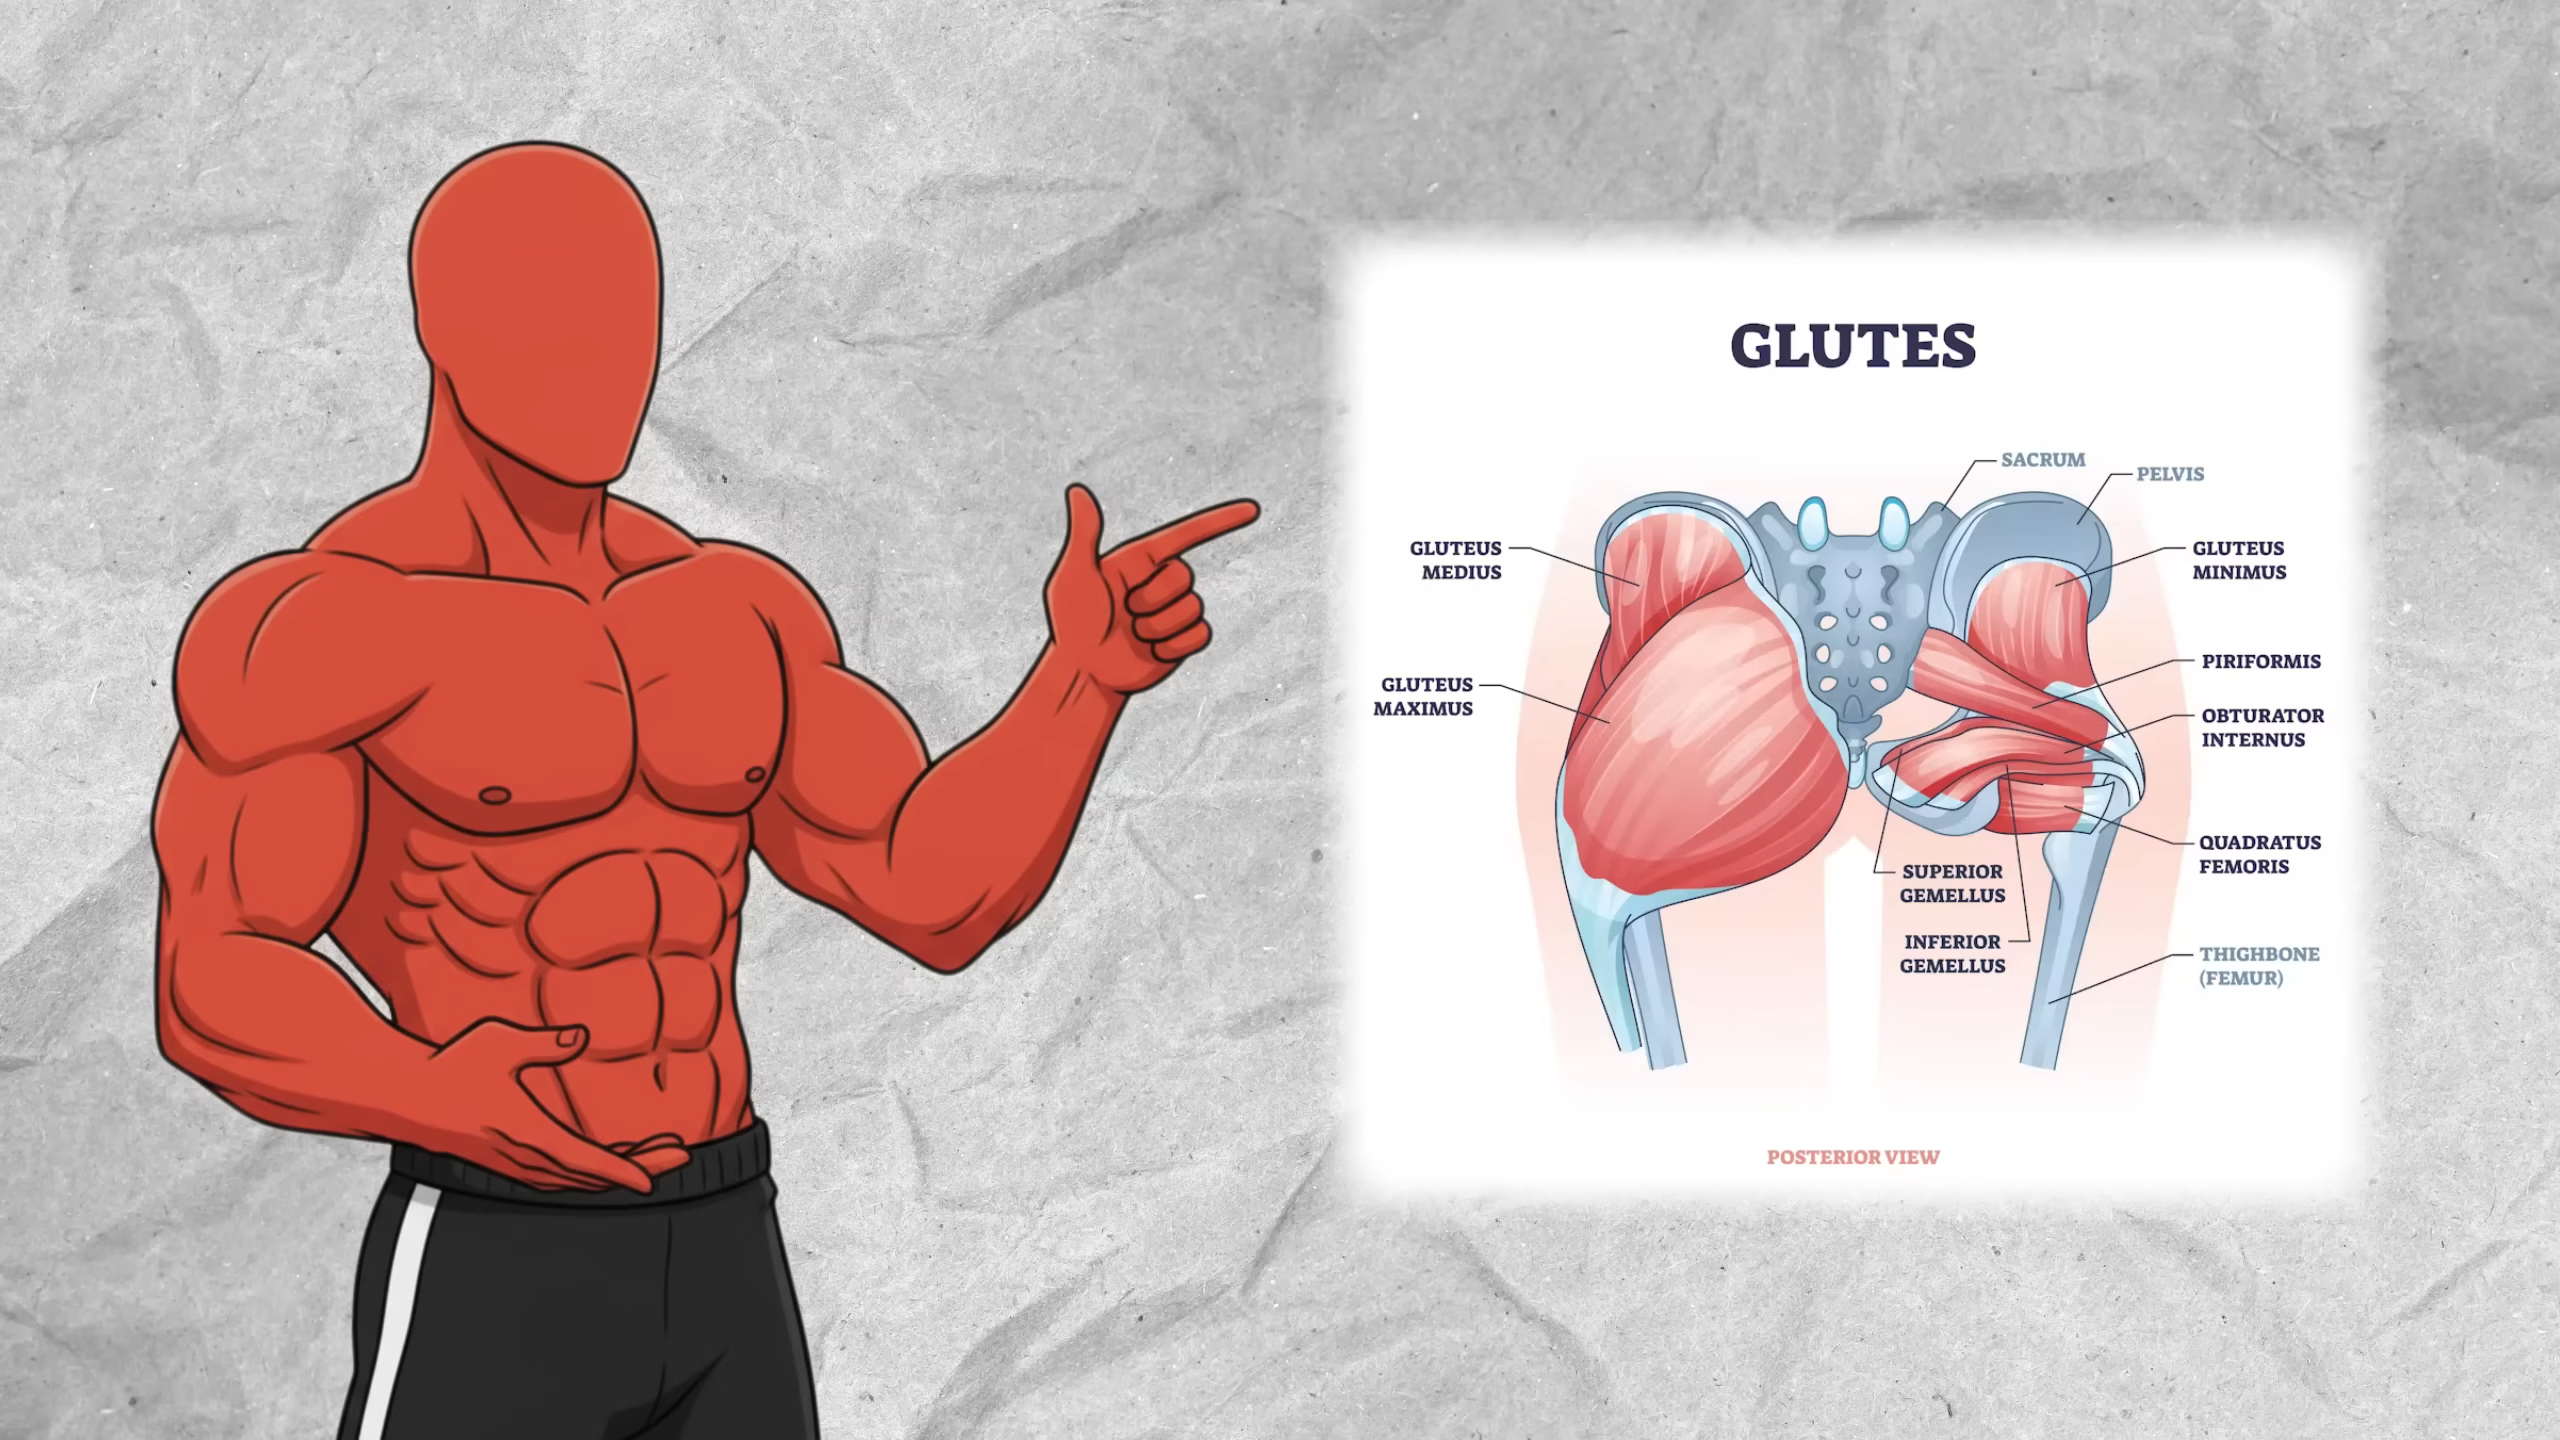 GLUTES
SACRUM
PELVIS
GLUTEUS
MEDIUS
GLUTEUS
MINIMUS
GLUTEUS
MAXIMUS
PIRIFORMIS
OBTURATOR
INTERNUS
QUADRATUS
FEMORIS
SUPERIOR
GEMELLUS
INFERIOR
GEMELLUS
THIGHBONE
(FEMUR)
POSTERIOR VIEW